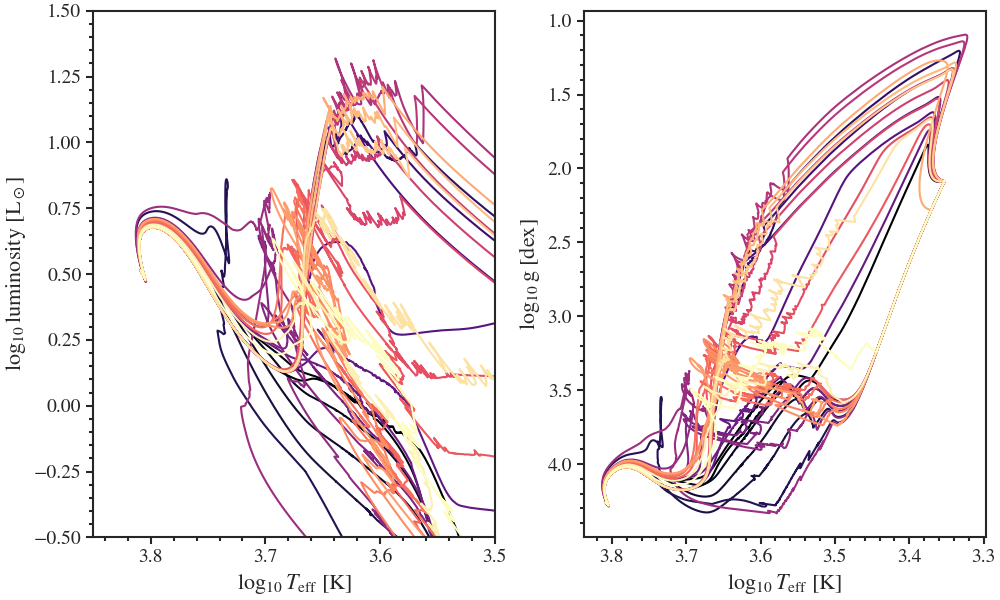 1.50
1.25
1.00
0.75
0.50
0.25
0.00
−0.25
−0.50
log₁₀ luminosity [L⊙]
3.8 3.7 3.6 3.5
log₁₀ T_eff [K]
1.0
1.5
2.0
2.5
3.0
3.5
4.0
log₁₀ g [dex]
3.8 3.7 3.6 3.5 3.4 3.3
log₁₀ T_eff [K]